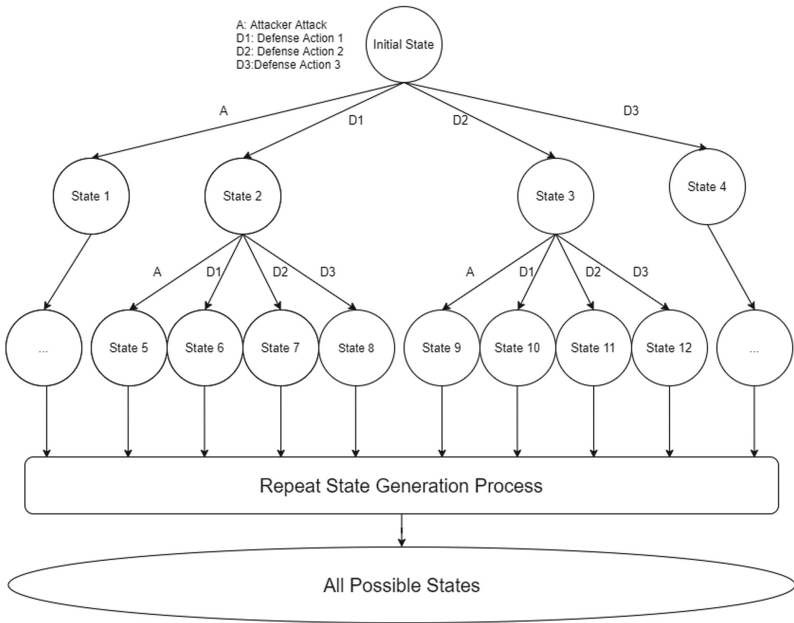 A: Attacker Attack
D1: Defense Action 1
D2: Defense Action 2
D3:Defense Action 3
Initial State
A
D1
D2
D3
State 1
State 2
State 3
State 4
A
D1
D2
D3
A
D1
D2
D3
...
State 5
State 6
State 7
State 8
State 9
State 10
State 11
State 12
...
Repeat State Generation Process
All Possible States